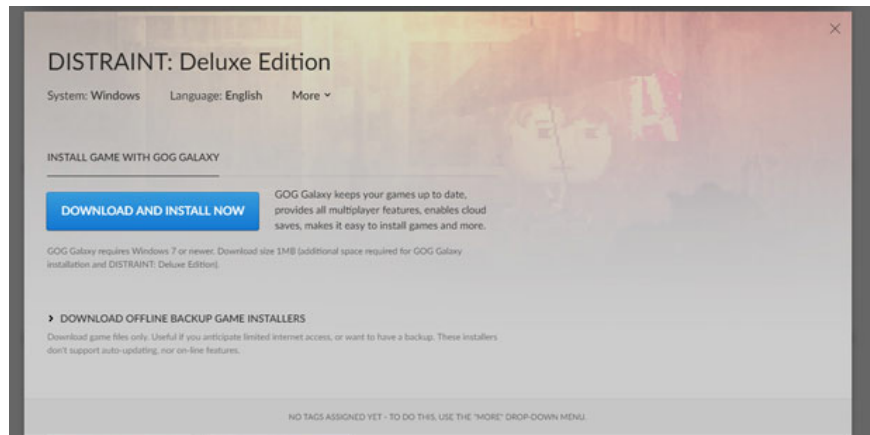 DISTRAINT: Deluxe Edition
System: Windows Language: English More
INSTALL GAME WITH GOG GALAXY
DOWNLOAD AND INSTALL NOW
GOG Galaxy keeps your games up to date,
provides all multiplayer features, enables cloud
saves, makes it easy to install games and more.
GOG Galaxy requires Windows 7 or newer. Download size 1MB (additional space required for GOG Galaxy
installation and DISTRAINT: Deluxe Edition).
DOWNLOAD OFFLINE BACKUP GAME INSTALLERS
Download game files only. Useful if you anticipate limited internet access, or want to have a backup. These installers
don't support auto-updating, nor on-line features.
NO TAGS ASSIGNED YET - TO DO THIS, USE THE "MORE" DROP-DOWN MENU.